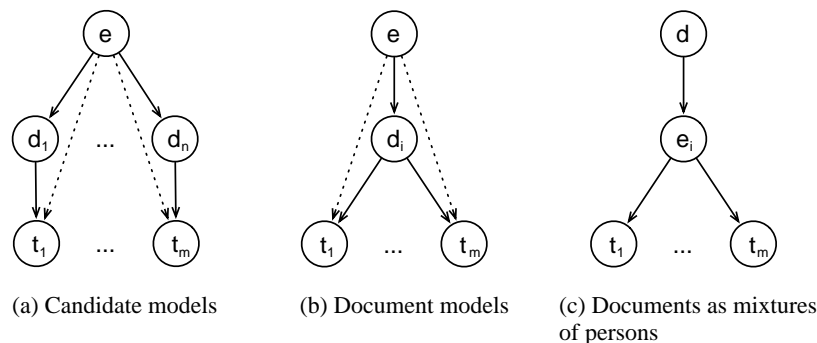 e e d
d1 ... dn di ei
t1 ... tm t1 ... tm t1 ... tm
(a) Candidate models (b) Document models (c) Documents as mixtures
of persons